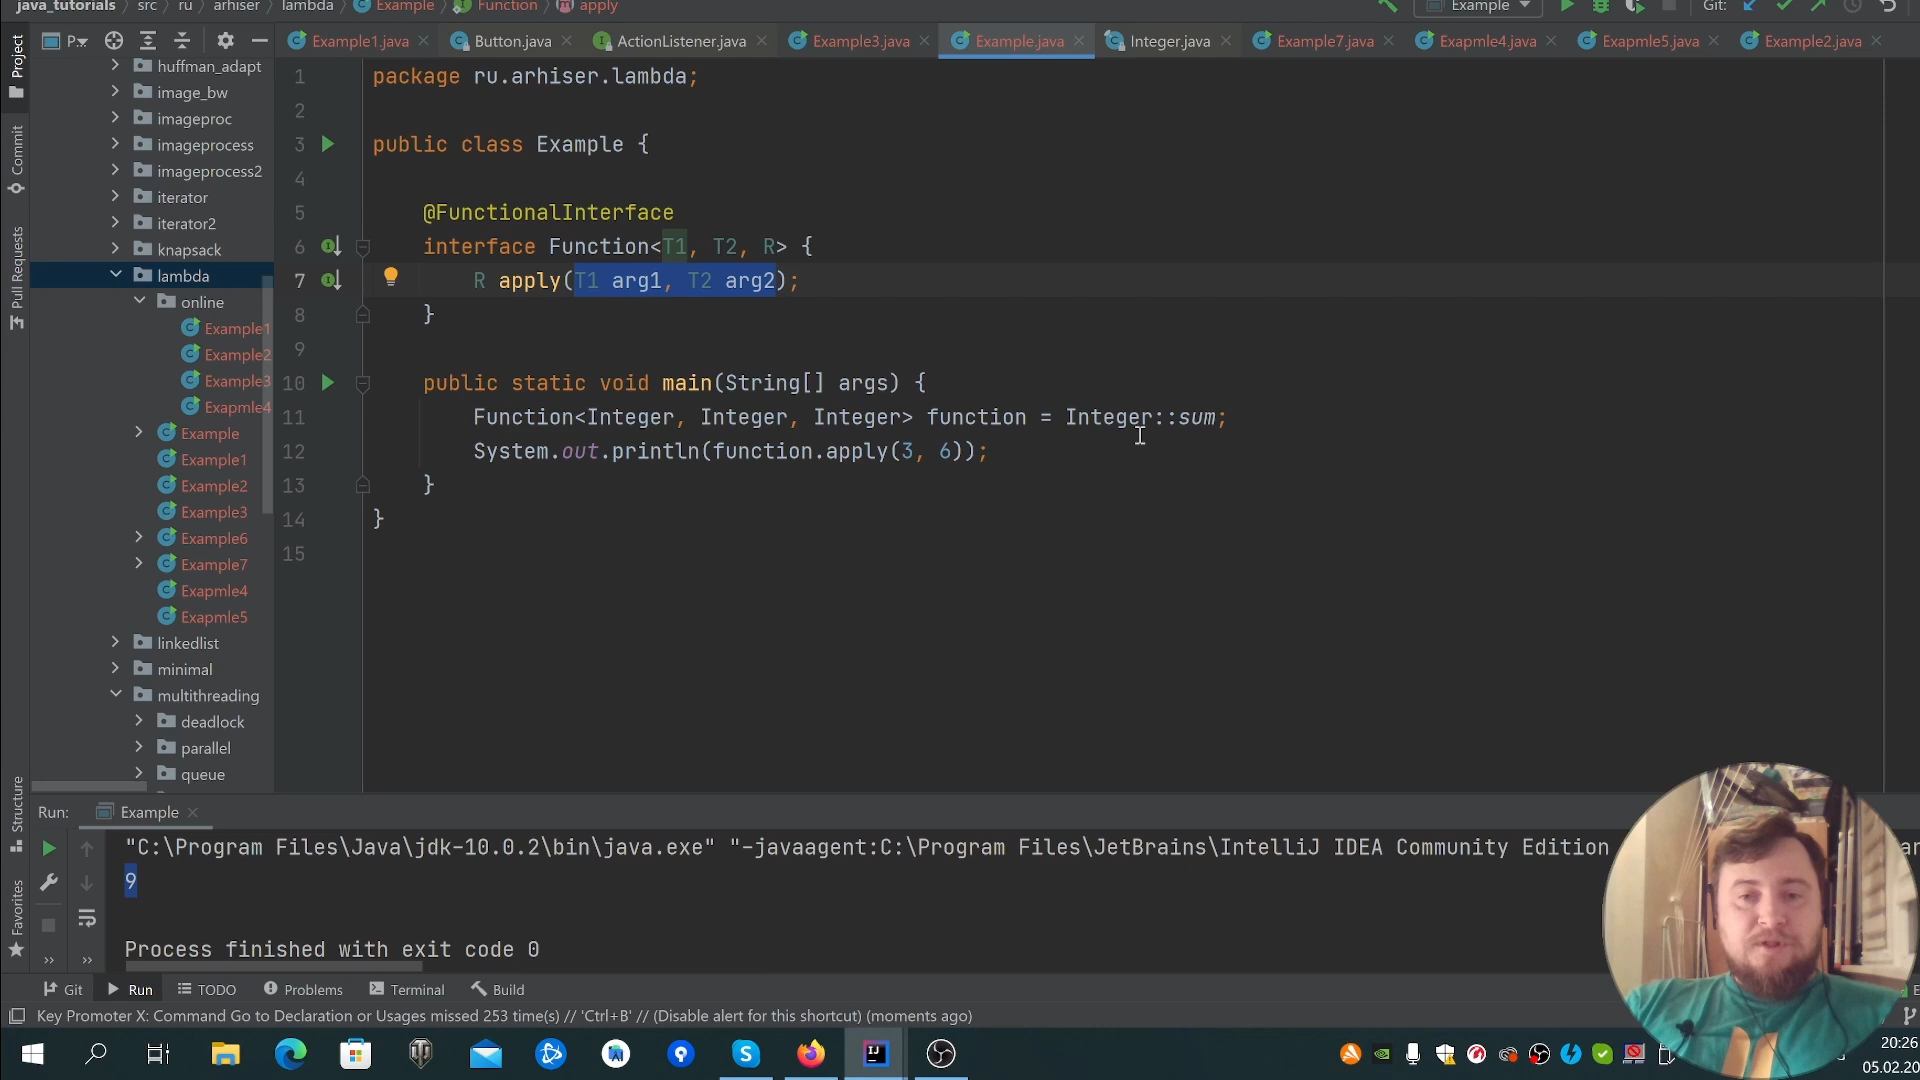 java_tutorials src ru arhiser lambda Example Function apply
Example Git:
Project P... Example1.java Button.java ActionListener.java Example3.java Example.java Integer.java Example7.java Exapmle4.java Exapmle5.java Example2.java
huffman_adapt
image_bw
imageproc
imageprocess
imageprocess2
iterator
iterator2
knapsack
lambda
online
Example1
Example2
Example3
Exapmle4
Example
Example1
Example2
Example3
Example6
Example7
Exapmle4
Exapmle5
linkedlist
minimal
multithreading
deadlock
parallel
queue
Commit
Pull Requests
Structure
Favorites
1 package ru.arhiser.lambda;
2
3 public class Example {
4
5 @FunctionalInterface
6 interface Function<T1, T2, R> {
7 R apply(T1 arg1, T2 arg2);
8 }
9
10 public static void main(String[] args) {
11 Function<Integer, Integer, Integer> function = Integer::sum;
12 System.out.println(function.apply(3, 6));
13 }
14 }
15
Run: Example
"C:\Program Files\Java\jdk-10.0.2\bin\java.exe" "-javaagent:C:\Program Files\JetBrains\IntelliJ IDEA Community Edition
9
Process finished with exit code 0
Git Run TODO Problems Terminal Build
Key Promoter X: Command Go to Declaration or Usages missed 253 time(s) // 'Ctrl+B' // (Disable alert for this shortcut) (moments ago)
20:26
05.02.20